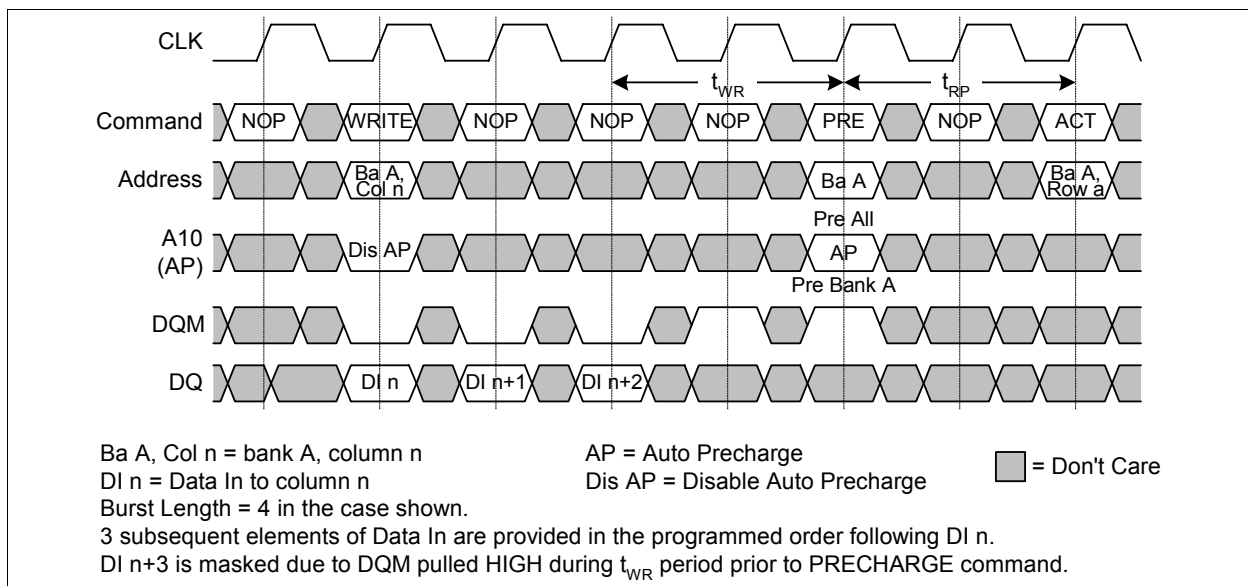 CLK
tWR tRP
Command NOP WRITE NOP NOP NOP PRE NOP ACT
Address Ba A, Col n Ba A Ba A, Row a
Pre All
A10 (AP) Dis AP AP
Pre Bank A
DQM
DQ DI n DI n+1 DI n+2
Ba A, Col n = bank A, column n
DI n = Data In to column n
Burst Length = 4 in the case shown.
3 subsequent elements of Data In are provided in the programmed order following DI n.
DI n+3 is masked due to DQM pulled HIGH during tWR period prior to PRECHARGE command.
AP = Auto Precharge
Dis AP = Disable Auto Precharge
= Don't Care